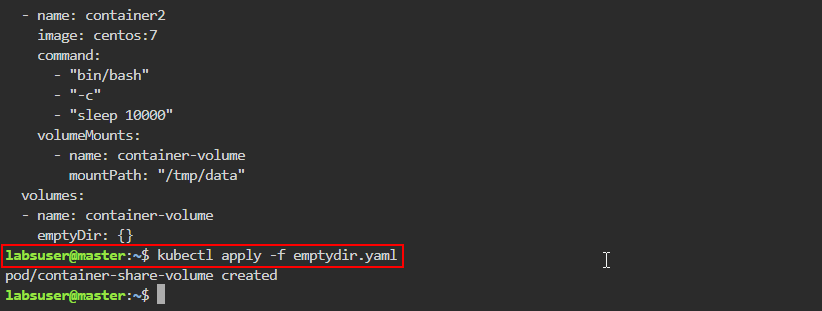 - name: container2
    image: centos:7
    command:
      - "bin/bash"
      - "-c"
      - "sleep 10000"
    volumeMounts:
      - name: container-volume
        mountPath: "/tmp/data"
  volumes:
  - name: container-volume
    emptyDir: {}
labsuser@master:~$ kubectl apply -f emptydir.yaml
pod/container-share-volume created
labsuser@master:~$